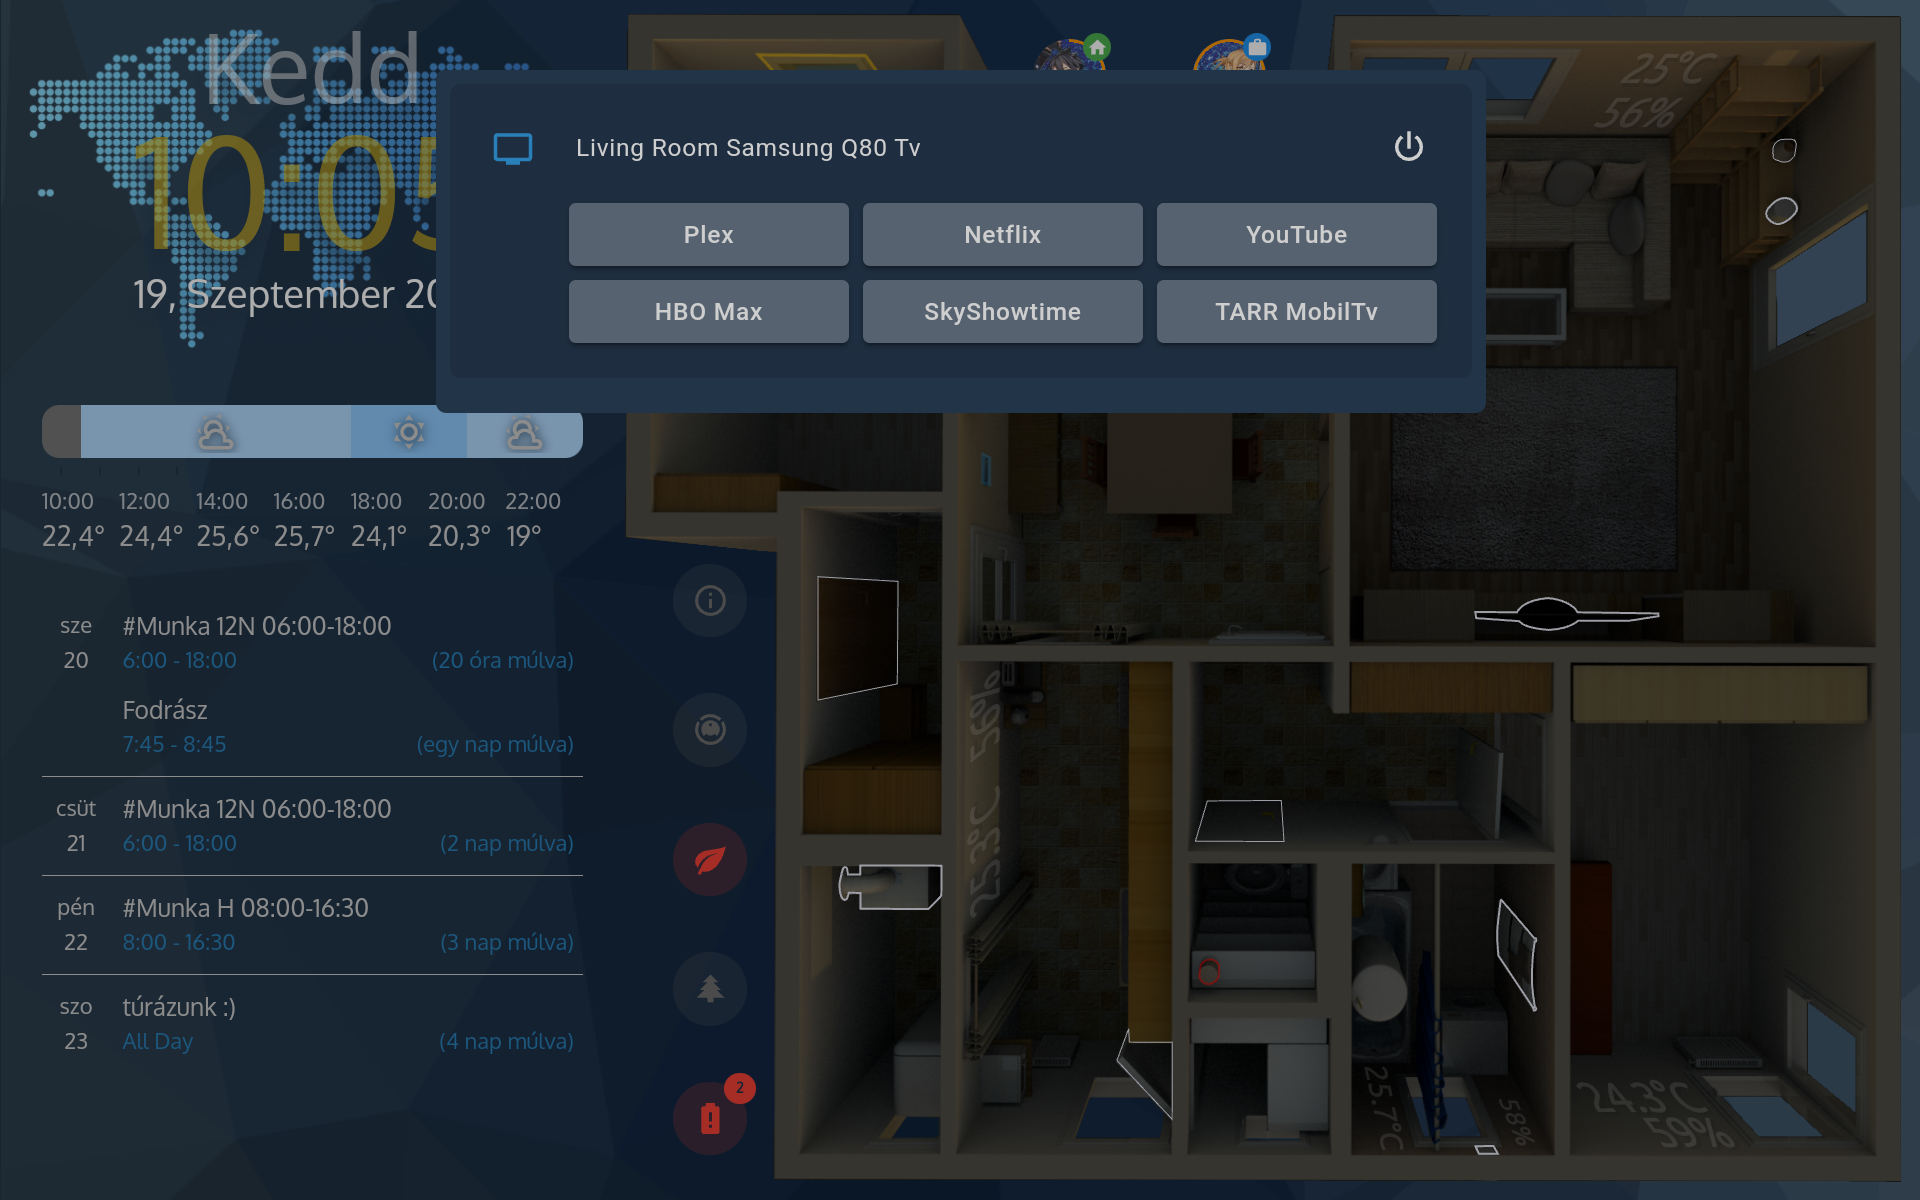 Kedd
10:05
19, Szeptember 20
Living Room Samsung Q80 Tv
Plex
Netflix
YouTube
HBO Max
SkyShowtime
TARR MobilTv
10:00 12:00 14:00 16:00 18:00 20:00 22:00
22,4° 24,4° 25,6° 25,7° 24,1° 20,3° 19°
sze #Munka 12N 06:00-18:00
20 6:00 - 18:00 (20 óra múlva)
Fodrász
7:45 - 8:45 (egy nap múlva)
csüt #Munka 12N 06:00-18:00
21 6:00 - 18:00 (2 nap múlva)
pén #Munka H 08:00-16:30
22 8:00 - 16:30 (3 nap múlva)
szo túrázunk :)
23 All Day (4 nap múlva)
2
25°C
56%
25.7°C
58%
24.3°C
59%